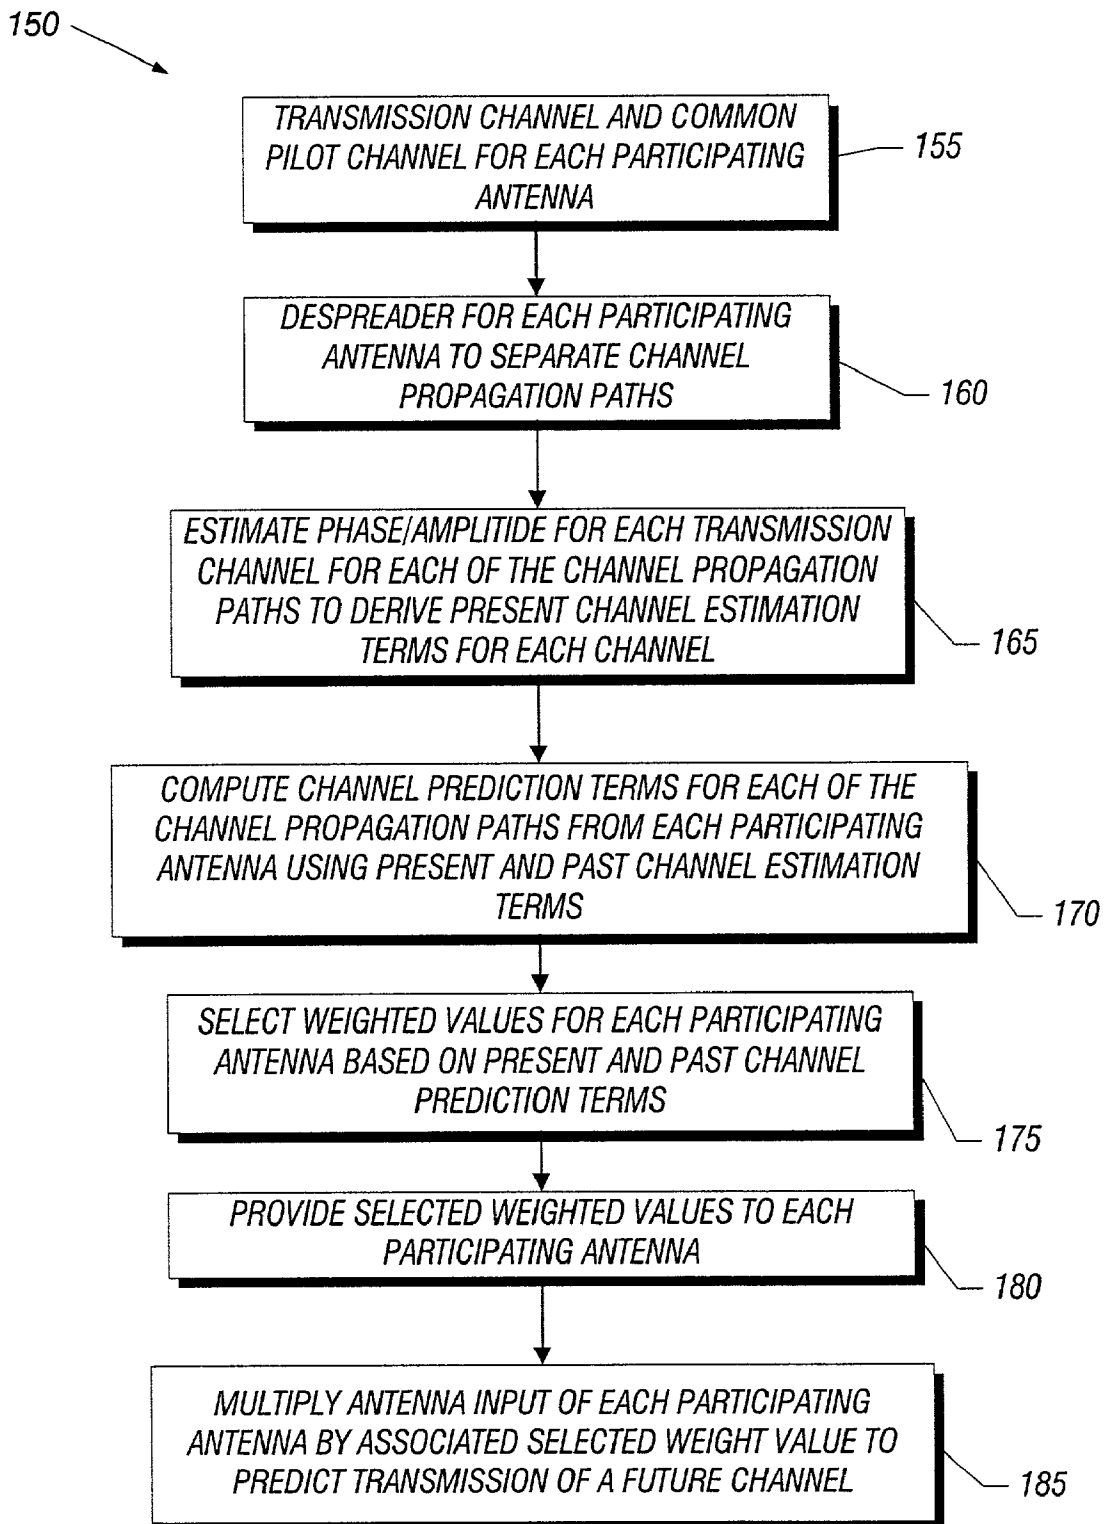 150
TRANSMISSION CHANNEL AND COMMON
PILOT CHANNEL FOR EACH PARTICIPATING
ANTENNA
155
DESPREADER FOR EACH PARTICIPATING
ANTENNA TO SEPARATE CHANNEL
PROPAGATION PATHS
160
ESTIMATE PHASE/AMPLITIDE FOR EACH TRANSMISSION
CHANNEL FOR EACH OF THE CHANNEL PROPAGATION
PATHS TO DERIVE PRESENT CHANNEL ESTIMATION
TERMS FOR EACH CHANNEL
165
COMPUTE CHANNEL PREDICTION TERMS FOR EACH OF THE
CHANNEL PROPAGATION PATHS FROM EACH PARTICIPATING
ANTENNA USING PRESENT AND PAST CHANNEL ESTIMATION
TERMS
170
SELECT WEIGHTED VALUES FOR EACH PARTICIPATING
ANTENNA BASED ON PRESENT AND PAST CHANNEL
PREDICTION TERMS
175
PROVIDE SELECTED WEIGHTED VALUES TO EACH
PARTICIPATING ANTENNA
180
MULTIPLY ANTENNA INPUT OF EACH PARTICIPATING
ANTENNA BY ASSOCIATED SELECTED WEIGHT VALUE TO
PREDICT TRANSMISSION OF A FUTURE CHANNEL
185